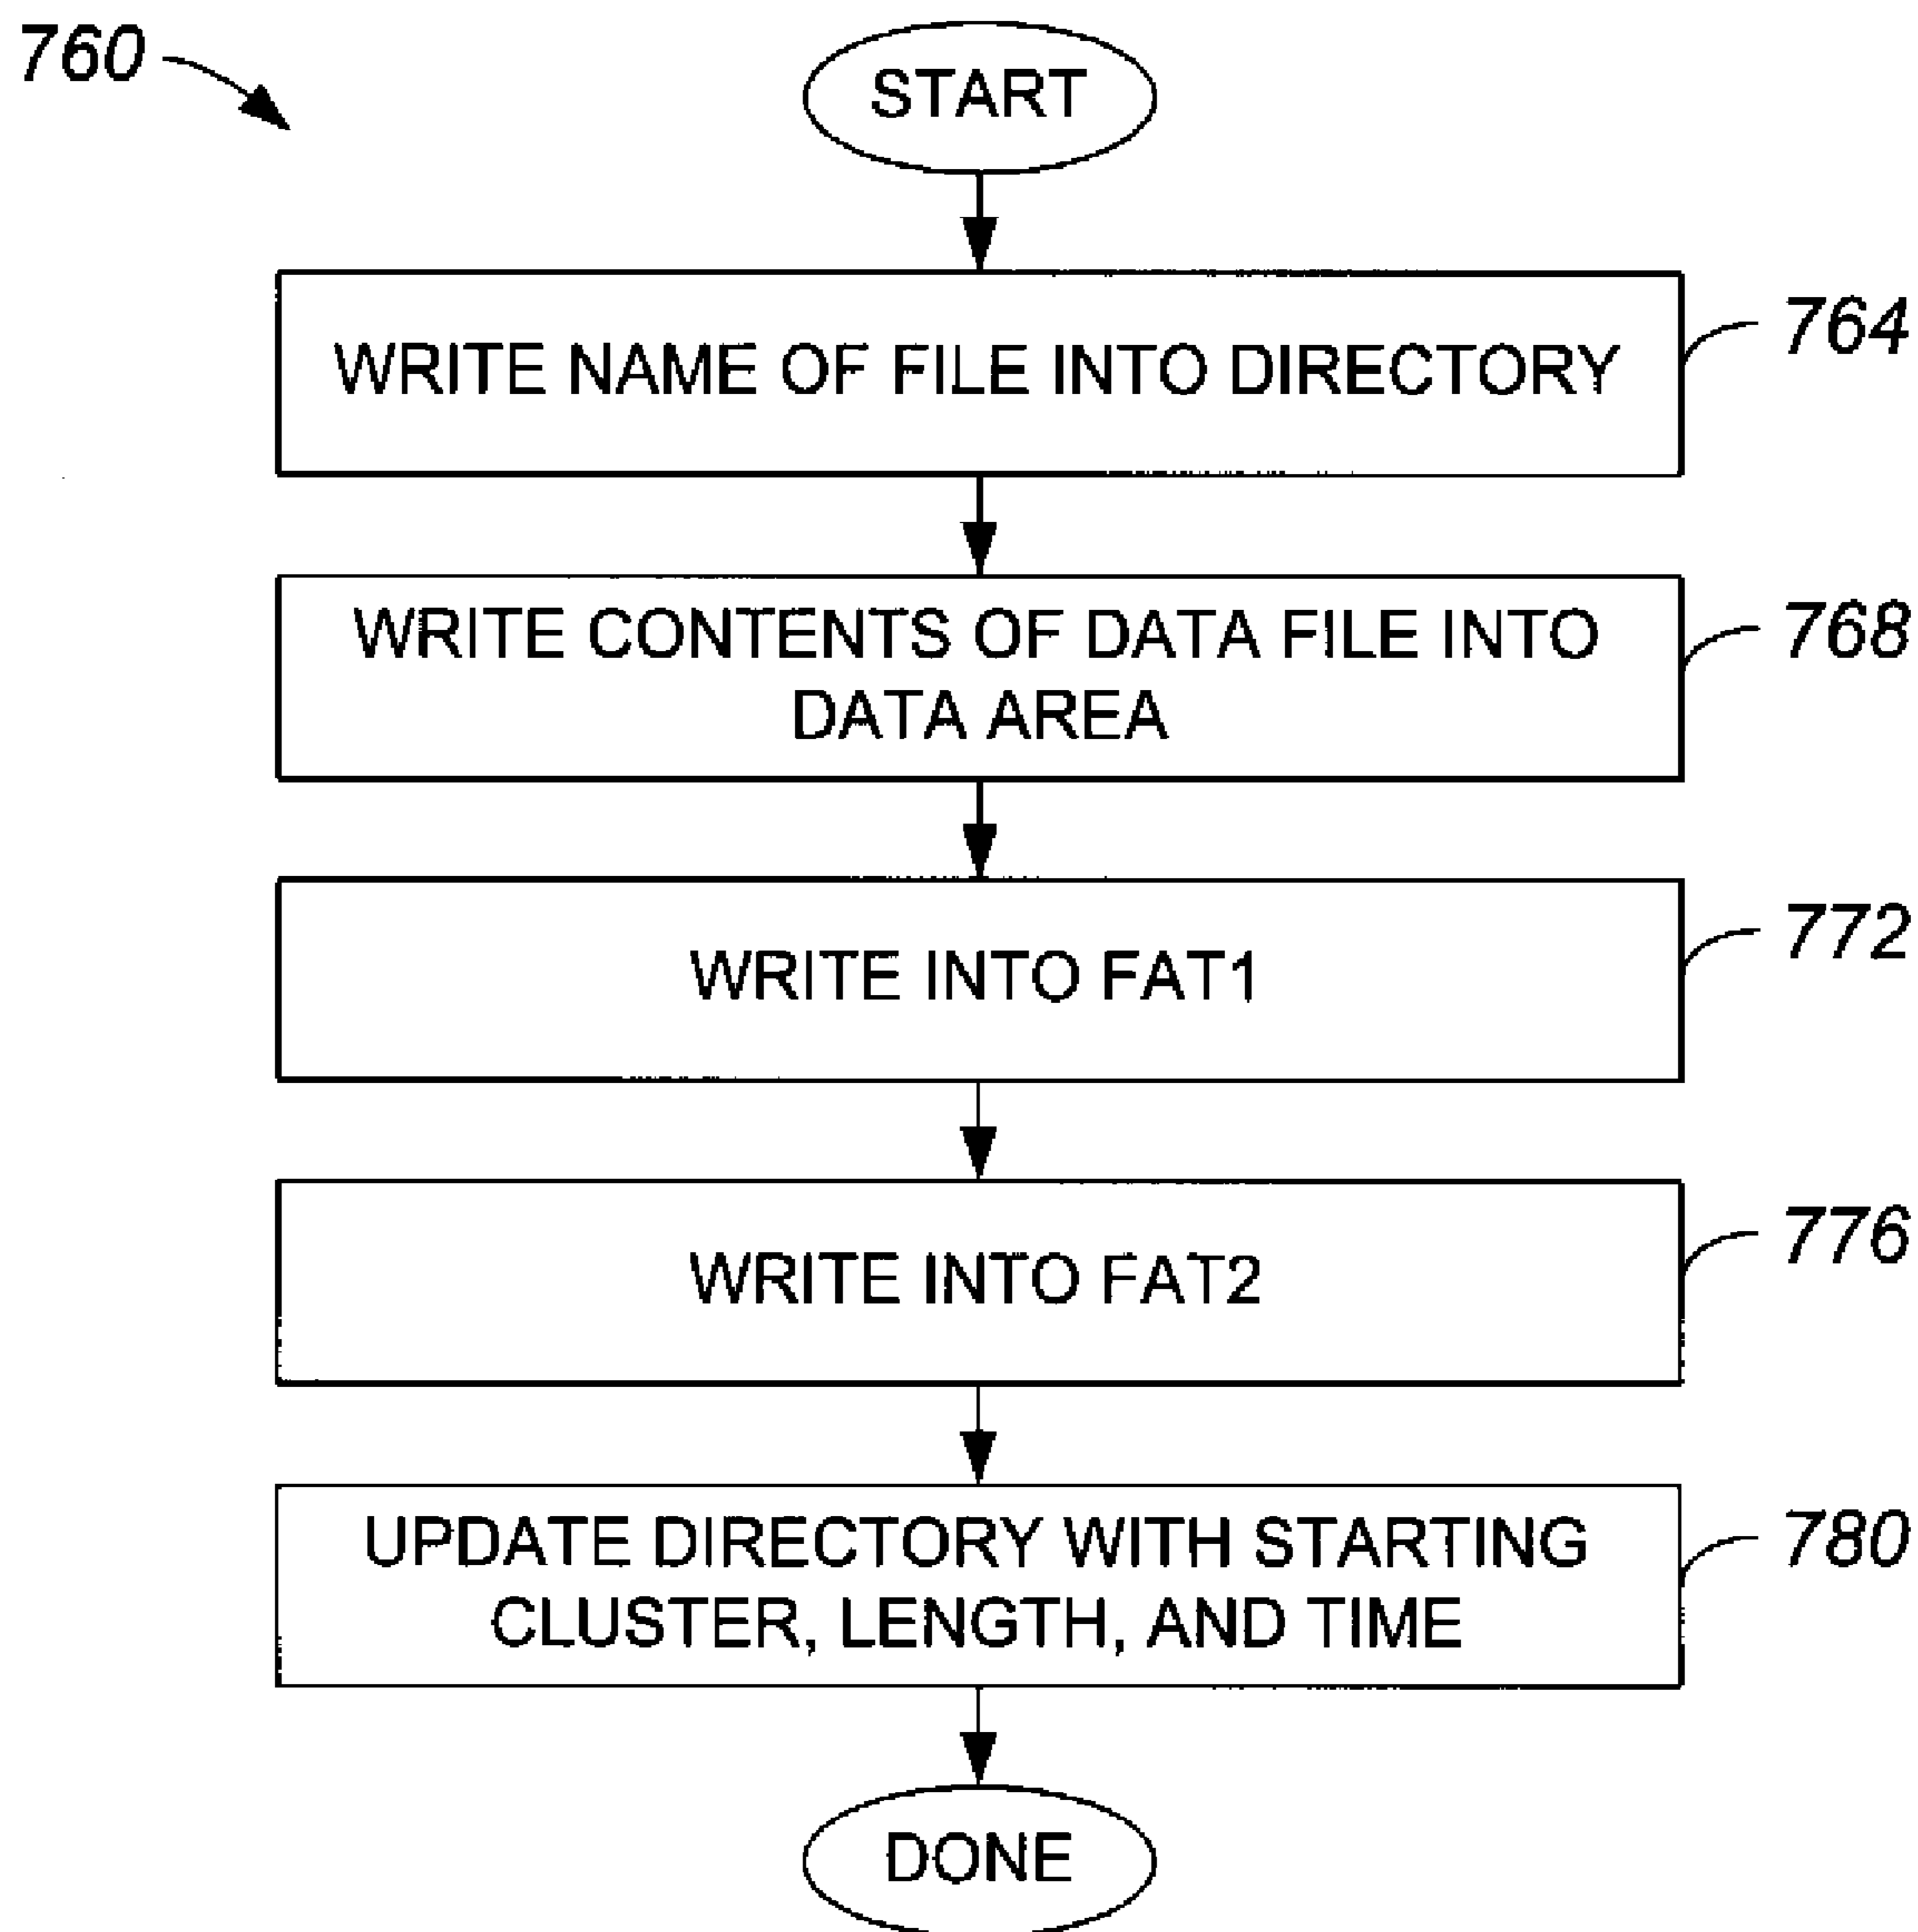 760
START
WRITE NAME OF FILE INTO DIRECTORY
764
WRITE CONTENTS OF DATA FILE INTO
DATA AREA
768
WRITE INTO FAT1
772
WRITE INTO FAT2
776
UPDATE DIRECTORY WITH STARTING
CLUSTER, LENGTH, AND TIME
780
DONE